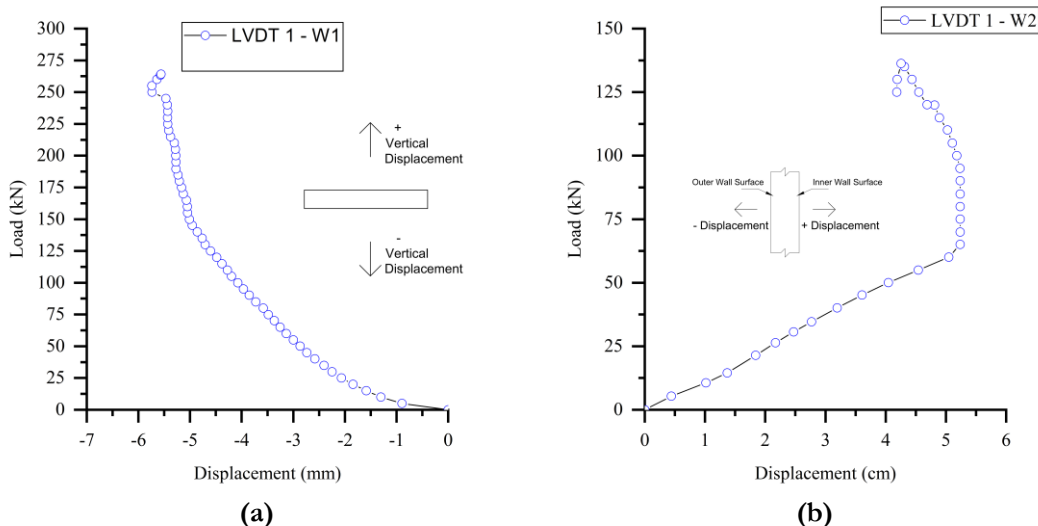 LVDT 1 - W1
300
275
250
225
200
175
150
125
100
75
50
25
0
Load (kN)
+
Vertical
Displacement
-
Vertical
Displacement
-7 -6 -5 -4 -3 -2 -1 0
Displacement (mm)
(a)
LVDT 1 - W2
150
125
100
75
50
25
0
Load (kN)
Outer Wall Surface
Inner Wall Surface
- Displacement
+ Displacement
0 1 2 3 4 5 6
Displacement (cm)
(b)